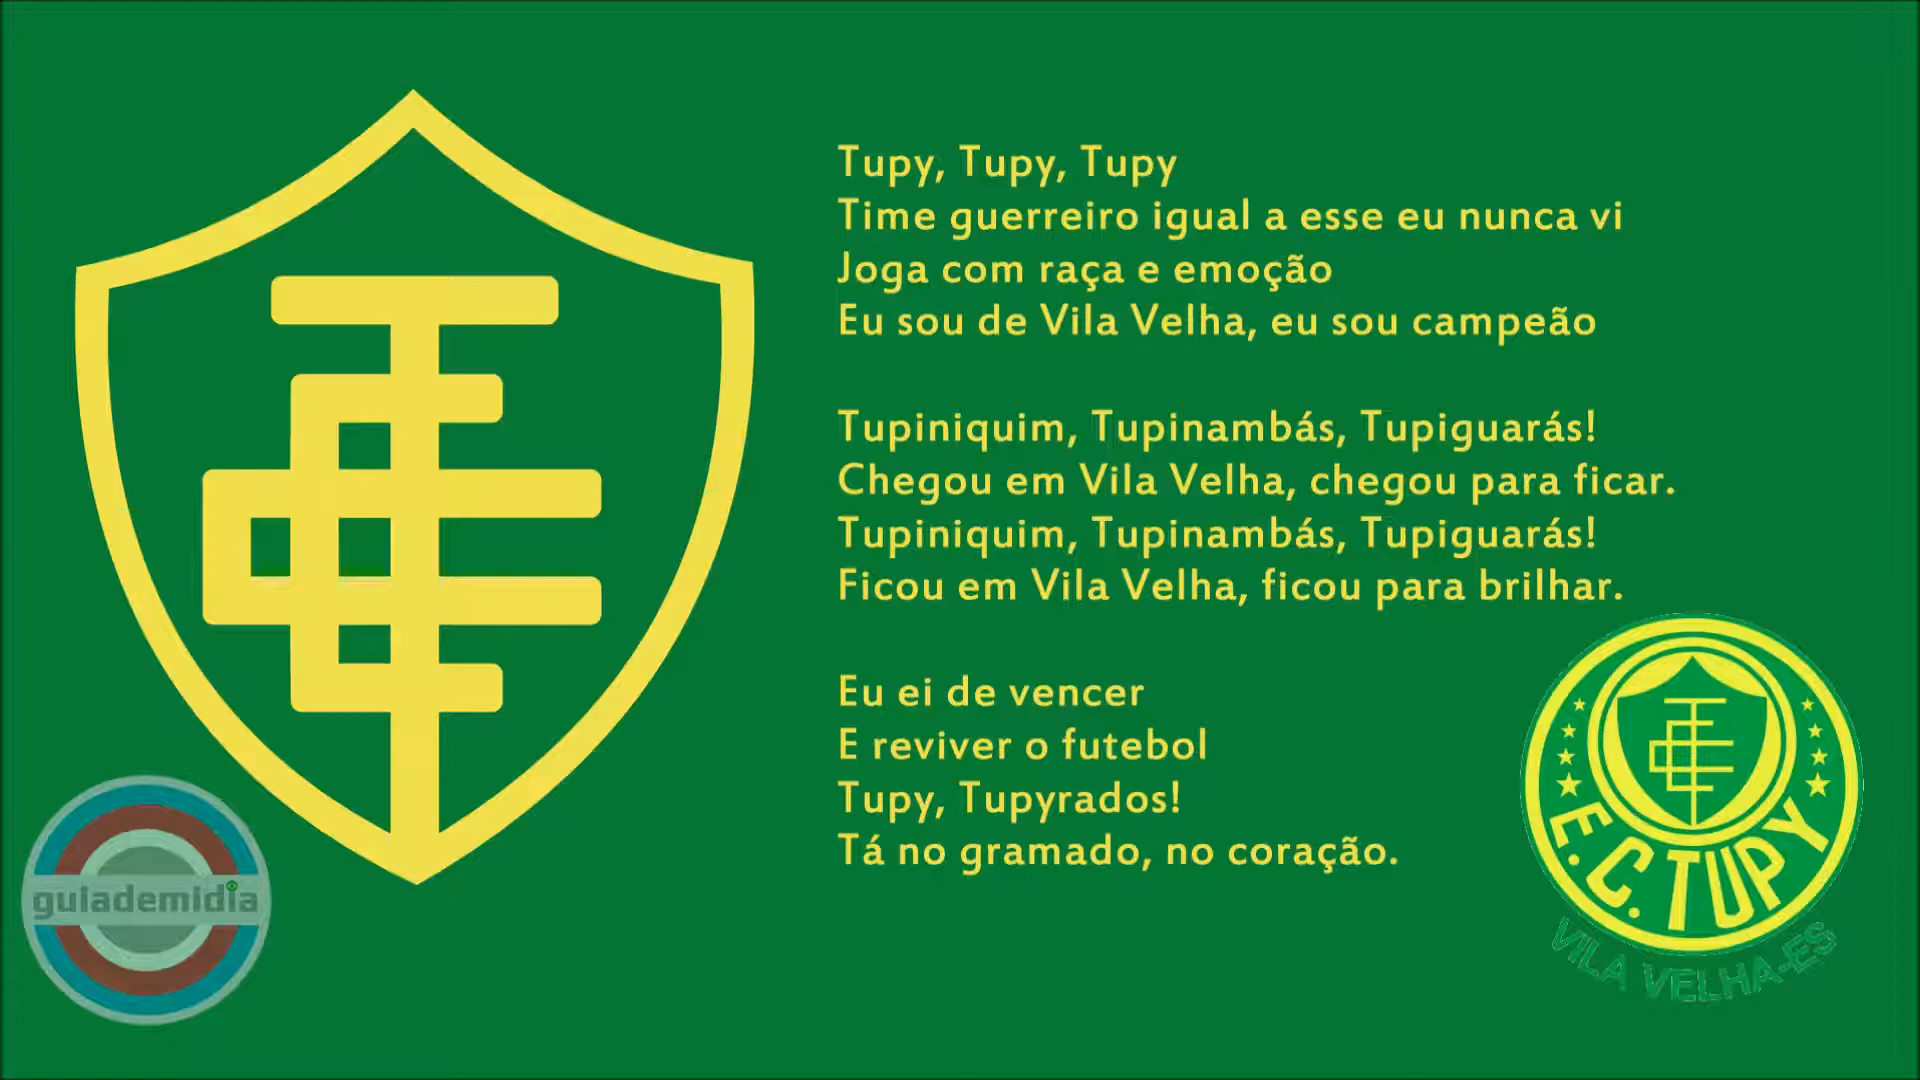 Tupy, Tupy, Tupy
Time guerreiro igual a esse eu nunca vi
Joga com raça e emoção
Eu sou de Vila Velha, eu sou campeão
Tupiniquim, Tupinambás, Tupiguarás!
Chegou em Vila Velha, chegou para ficar.
Tupiniquim, Tupinambás, Tupiguarás!
Ficou em Vila Velha, ficou para brilhar.
Eu ei de vencer
E reviver o futebol
Tupy, Tupyrados!
Tá no gramado, no coração.
guiademidia
E.C.TUPY
VILA VELHA-ES